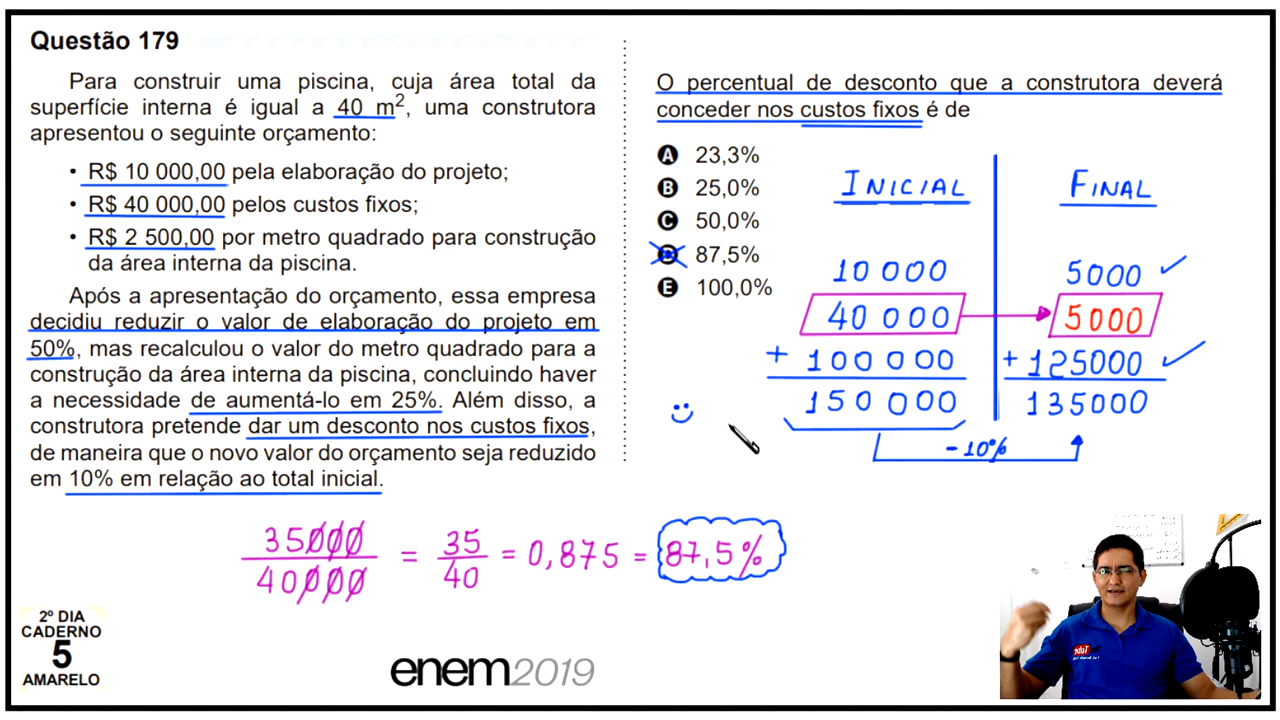 Questão 179
Para construir uma piscina, cuja área total da
superfície interna é igual a 40 m², uma construtora
apresentou o seguinte orçamento:
• R$ 10 000,00 pela elaboração do projeto;
• R$ 40 000,00 pelos custos fixos;
• R$ 2 500,00 por metro quadrado para construção
da área interna da piscina.
Após a apresentação do orçamento, essa empresa
decidiu reduzir o valor de elaboração do projeto em
50%, mas recalculou o valor do metro quadrado para a
construção da área interna da piscina, concluindo haver
a necessidade de aumentá-lo em 25%. Além disso, a
construtora pretende dar um desconto nos custos fixos,
de maneira que o novo valor do orçamento seja reduzido
em 10% em relação ao total inicial.
O percentual de desconto que a construtora deverá
conceder nos custos fixos é de
A 23,3%
B 25,0%
C 50,0%
D 87,5%
E 100,0%
INICIAL
10 000
40 000
+ 100 000
150 000
FINAL
5000
5000
+ 125000
135000
-10%
35000/40000 = 35/40 = 0,875 = 87,5%
2º DIA
CADERNO
5
AMARELO
enem2019